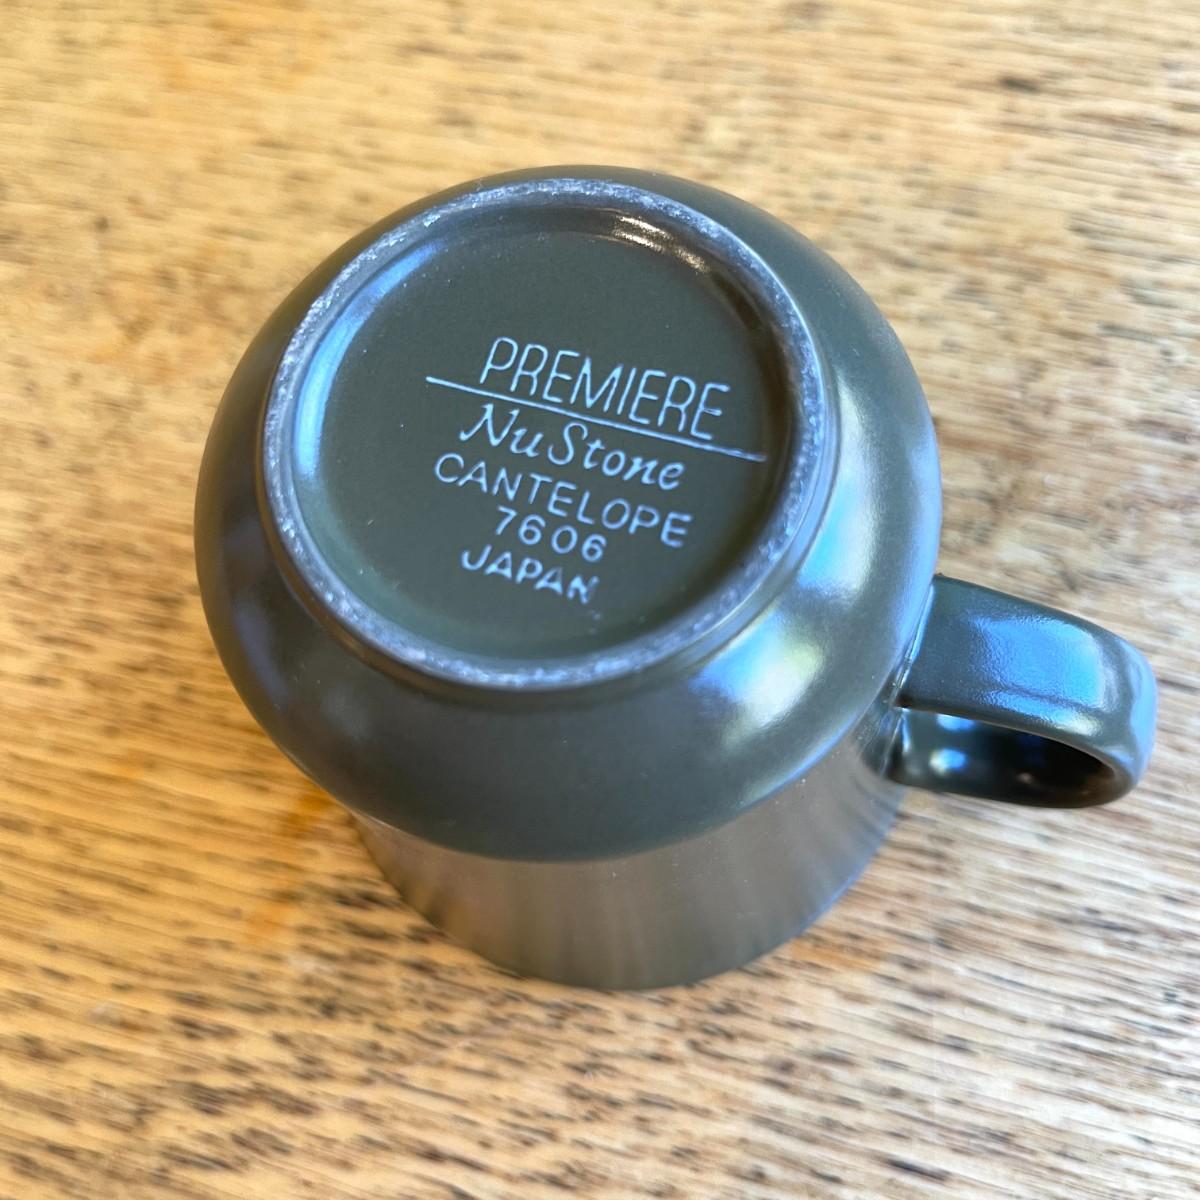 PREMIERE
NuStone
CANTELOPE
7606
JAPAN